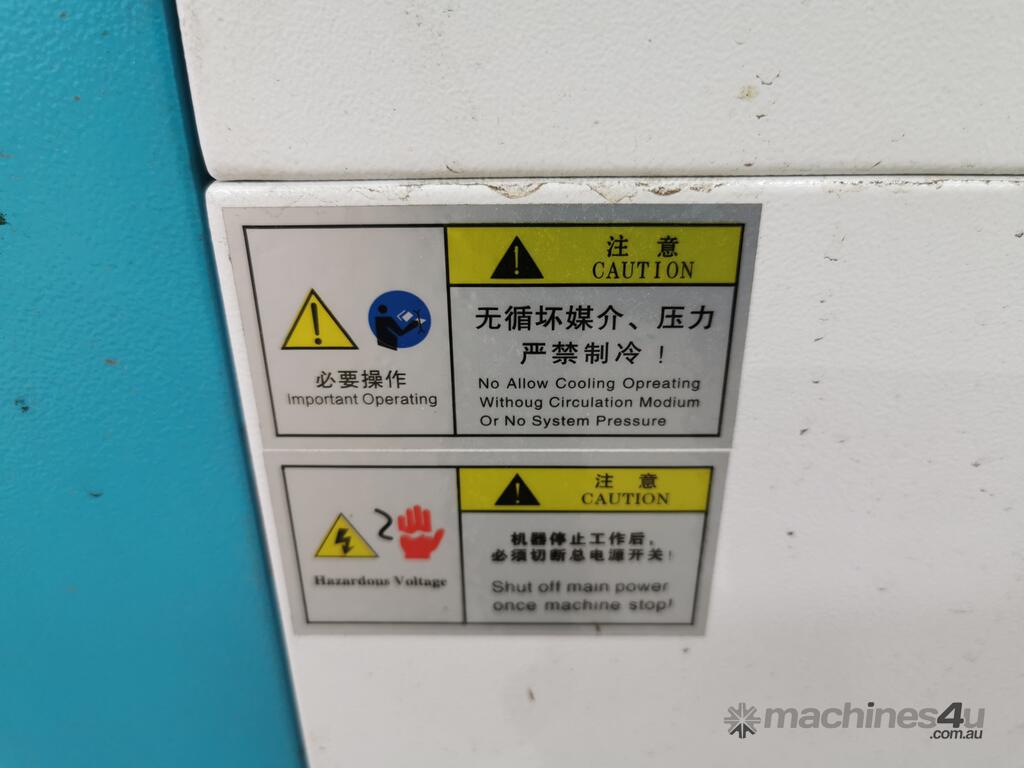 注 意
CAUTION
必要操作
Important Operating
无循环媒介、压力
严禁制冷！
No Allow Cooling Opreating
Withoug Circulation Modium
Or No System Pressure
注 意
CAUTION
Hazardous Voltage
机器停止工作后,
必须切断总电源开关!
Shut off main power
once machine stop!
machines4u
.com.au